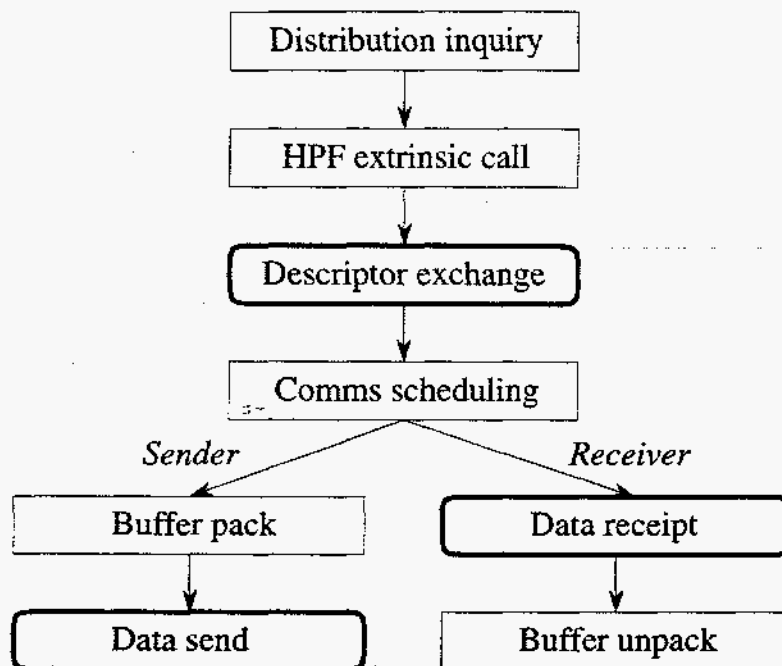 Distribution inquiry
HPF extrinsic call
Descriptor exchange
Comms scheduling
Sender
Receiver
Buffer pack
Data receipt
Data send
Buffer unpack